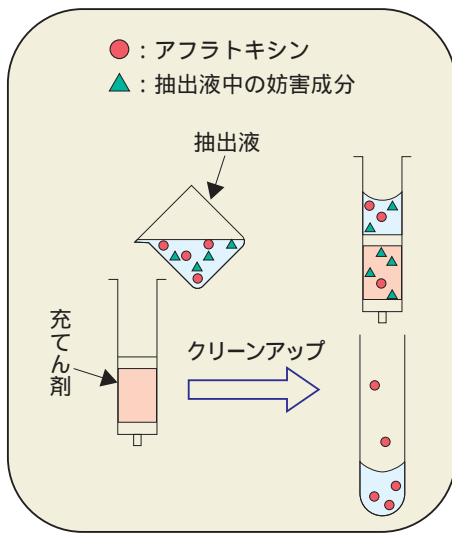 ：アフラトキシン
：抽出液中の妨害成分
抽出液
充てん剤
クリーンアップ